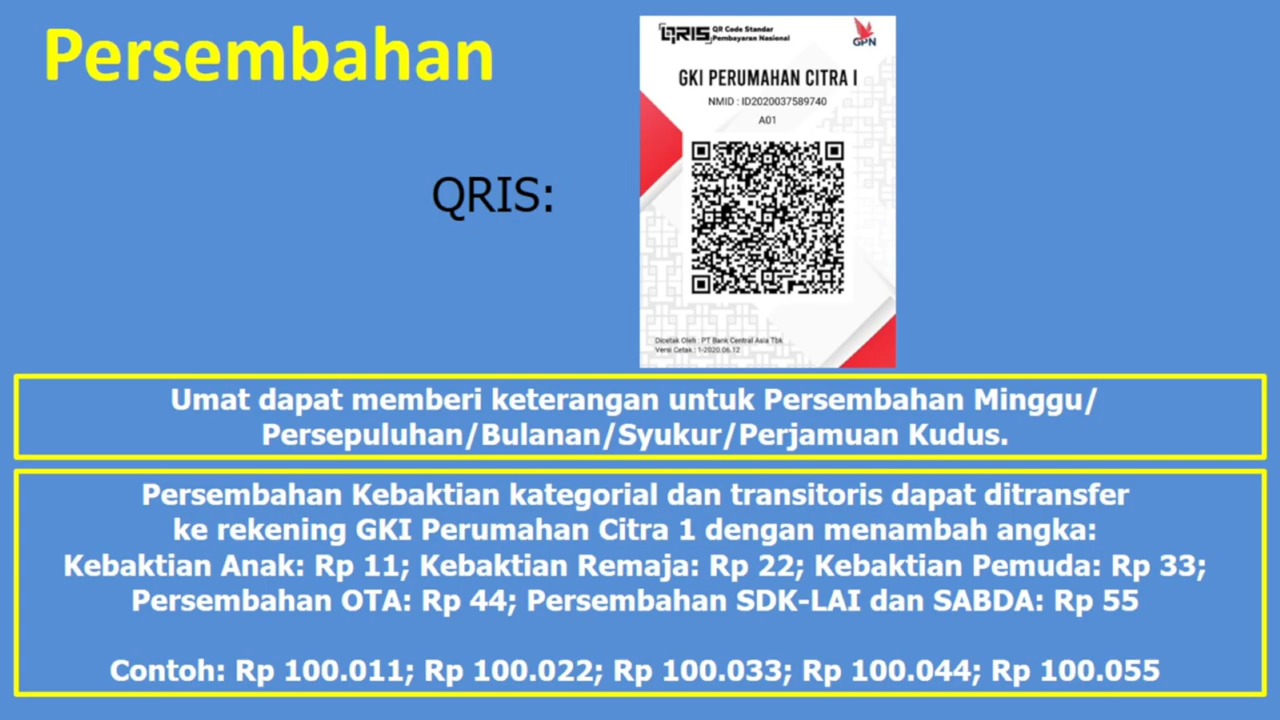 Persembahan
QRIS QR Code Standar
Pembayaran Nasional
GPN
GKI PERUMAHAN CITRA I
NMID : ID2020037589740
A01
QRIS:
Dicetak Oleh : PT Bank Central Asia Tbk
Versi Cetak : 1-2020.06.12
Umat dapat memberi keterangan untuk Persembahan Minggu/
Persepuluhan/Bulanan/Syukur/Perjamuan Kudus.
Persembahan Kebaktian kategorial dan transitoris dapat ditransfer
ke rekening GKI Perumahan Citra 1 dengan menambah angka:
Kebaktian Anak: Rp 11; Kebaktian Remaja: Rp 22; Kebaktian Pemuda: Rp 33;
Persembahan OTA: Rp 44; Persembahan SDK-LAI dan SABDA: Rp 55
Contoh: Rp 100.011; Rp 100.022; Rp 100.033; Rp 100.044; Rp 100.055